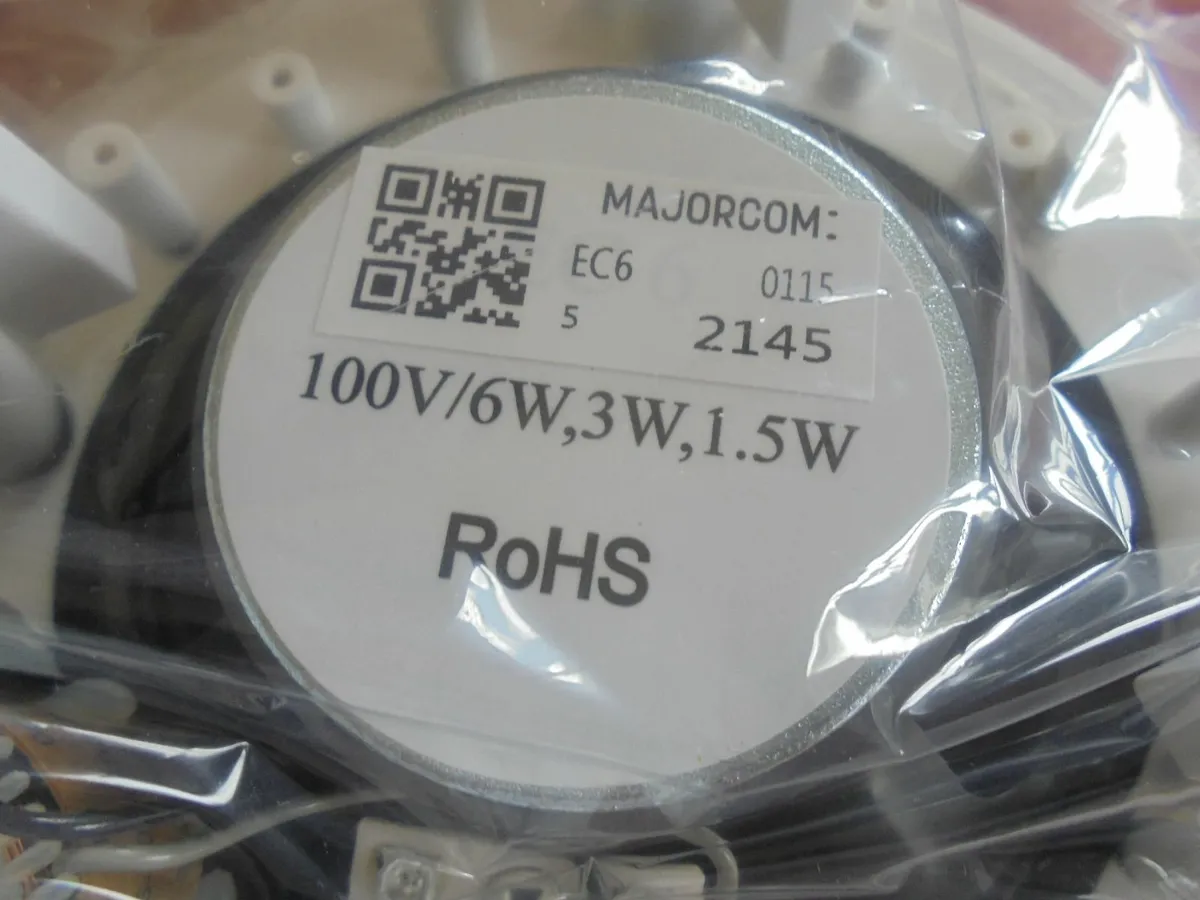 MAJORCOM:
EC6 0115
5 2145
100V/6W,3W,1.5W
RoHS